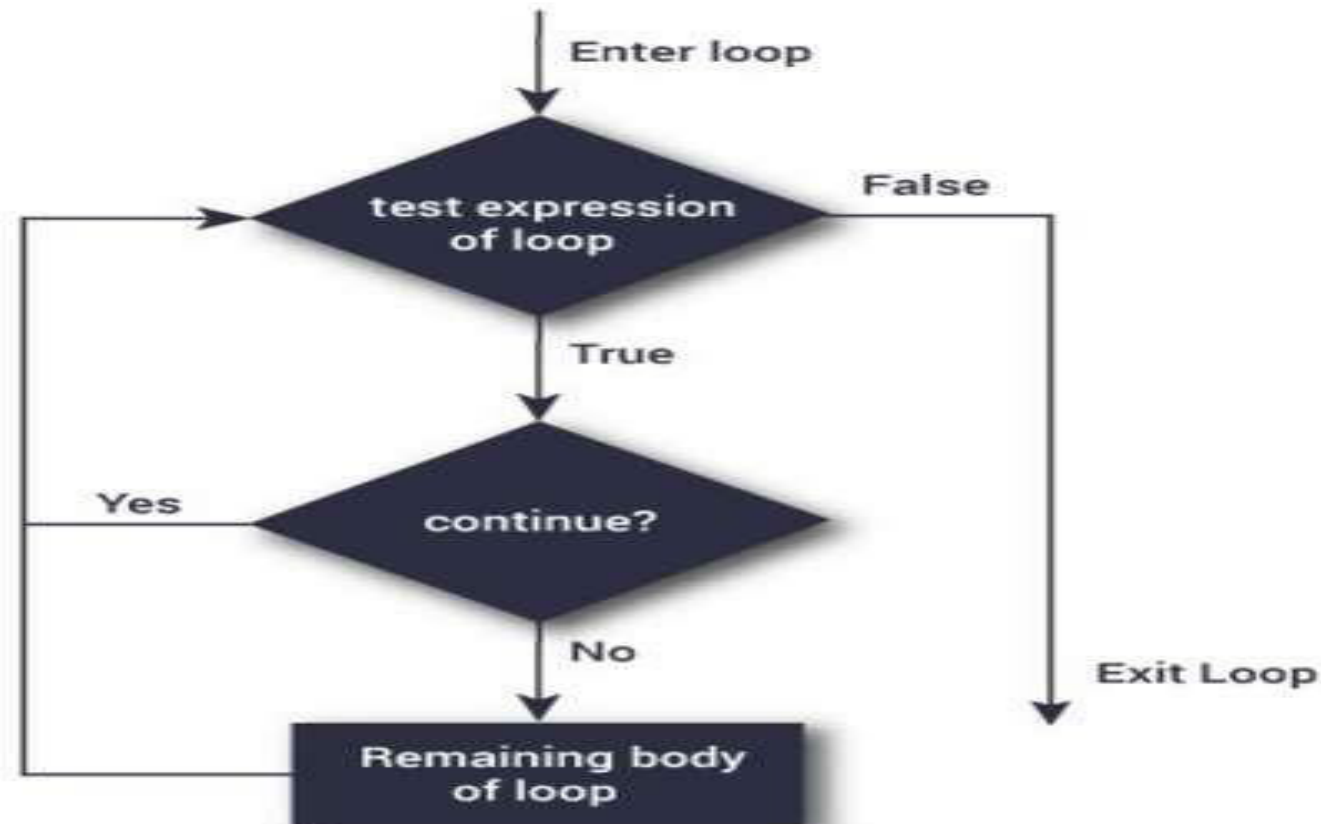 Enter loop
test expression
of loop
False
True
continue?
Yes
No
Exit Loop
Remaining body
of loop